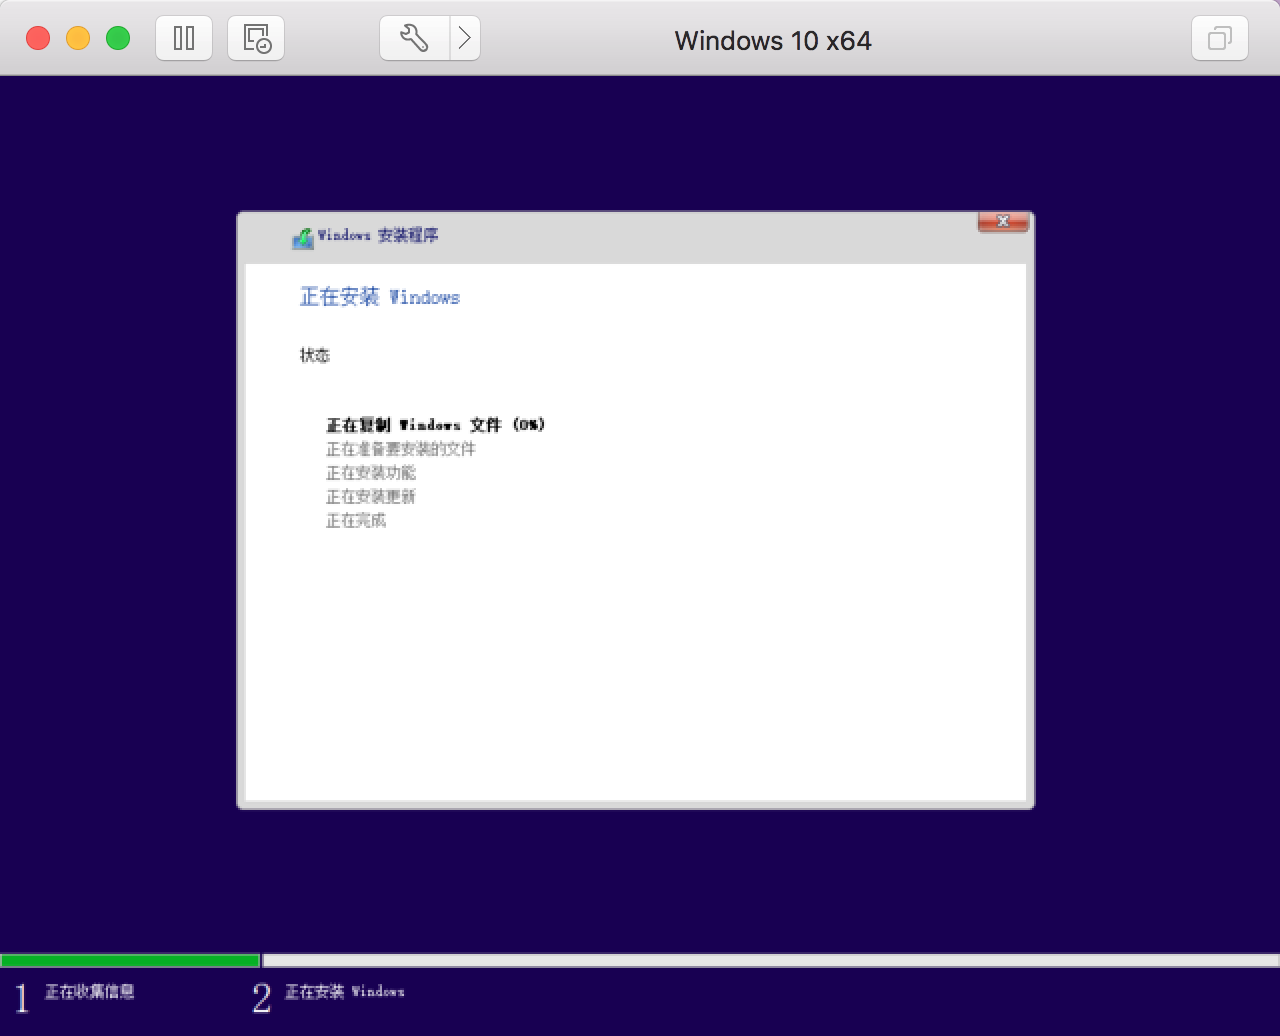 Windows 10 x64
Windows 安装程序
正在安装 Windows
状态
正在复制 Windows 文件 (0%)
正在准备要安装的文件
正在安装功能
正在安装更新
正在完成
1 正在收集信息
2 正在安装 Windows